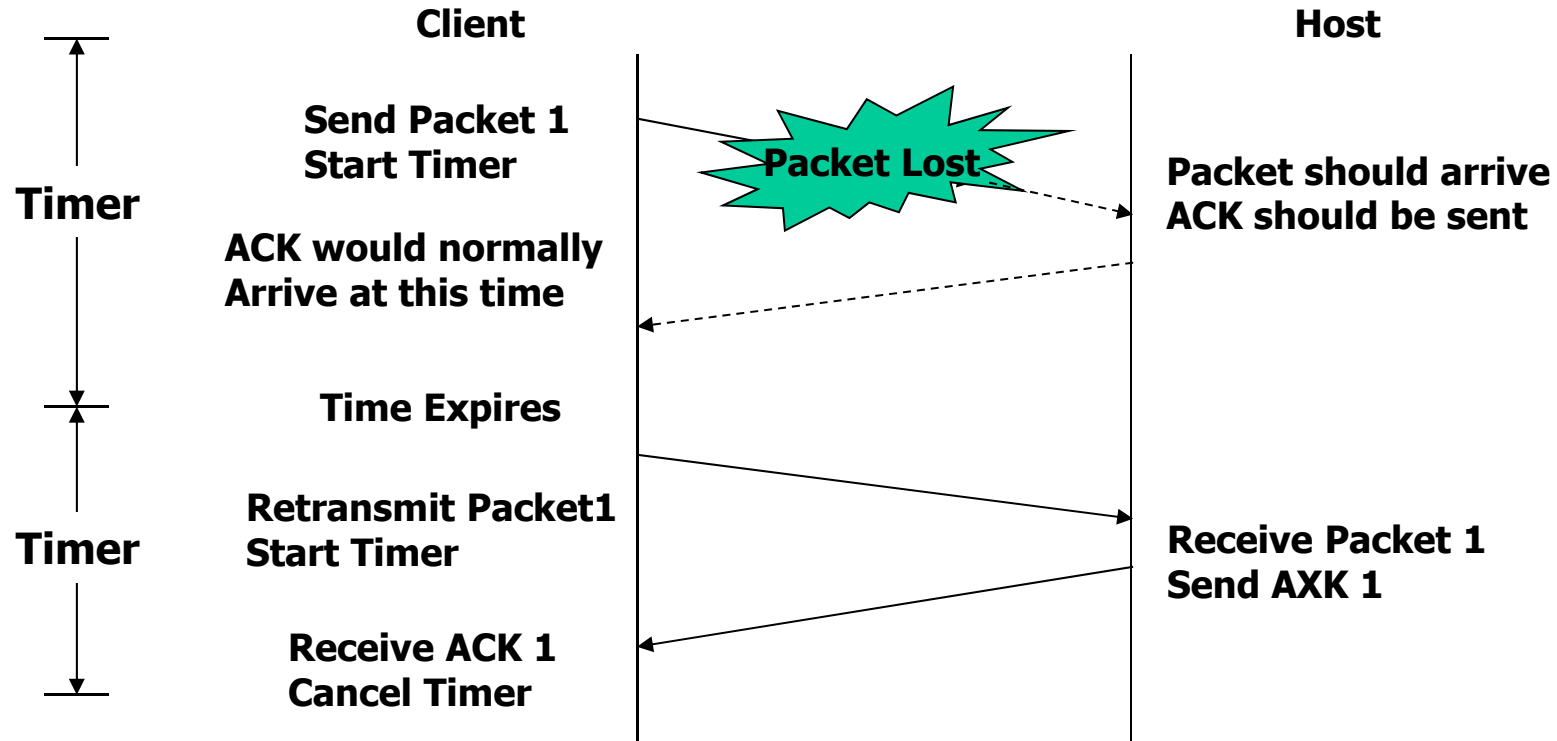 Client
Host
Send Packet 1
Start Timer
Packet Lost
Packet should arrive
ACK should be sent
Timer
ACK would normally
Arrive at this time
Time Expires
Retransmit Packet1
Start Timer
Timer
Receive Packet 1
Send AXK 1
Receive ACK 1
Cancel Timer